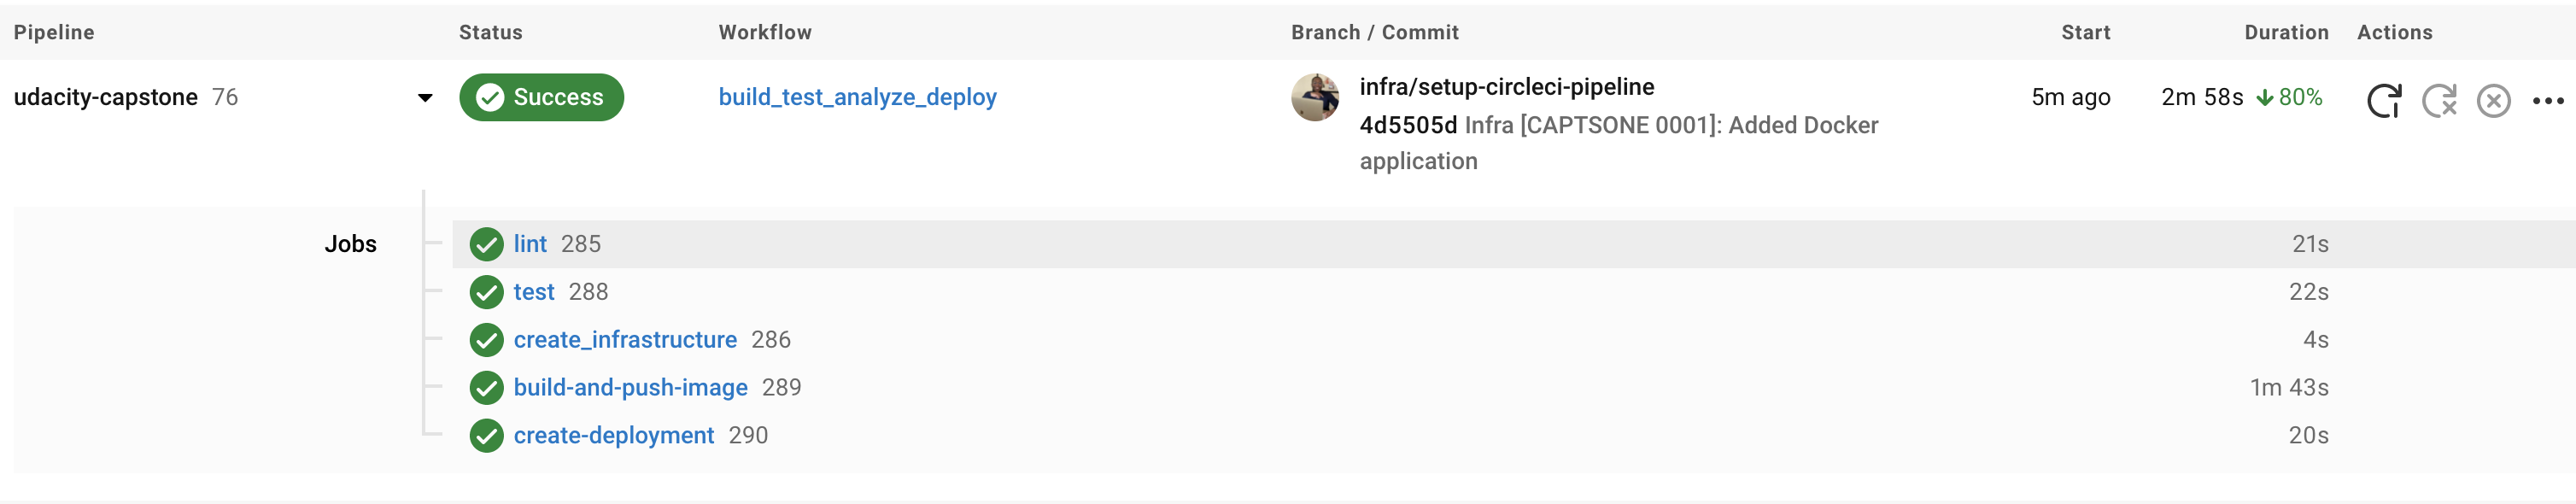 Pipeline Status Workflow Branch / Commit Start Duration Actions
udacity-capstone 76 Success build_test_analyze_deploy infra/setup-circleci-pipeline 5m ago 2m 58s 80%
4d5505d Infra [CAPTSONE 0001]: Added Docker
application
Jobs lint 285 21s
test 288 22s
create_infrastructure 286 4s
build-and-push-image 289 1m 43s
create-deployment 290 20s